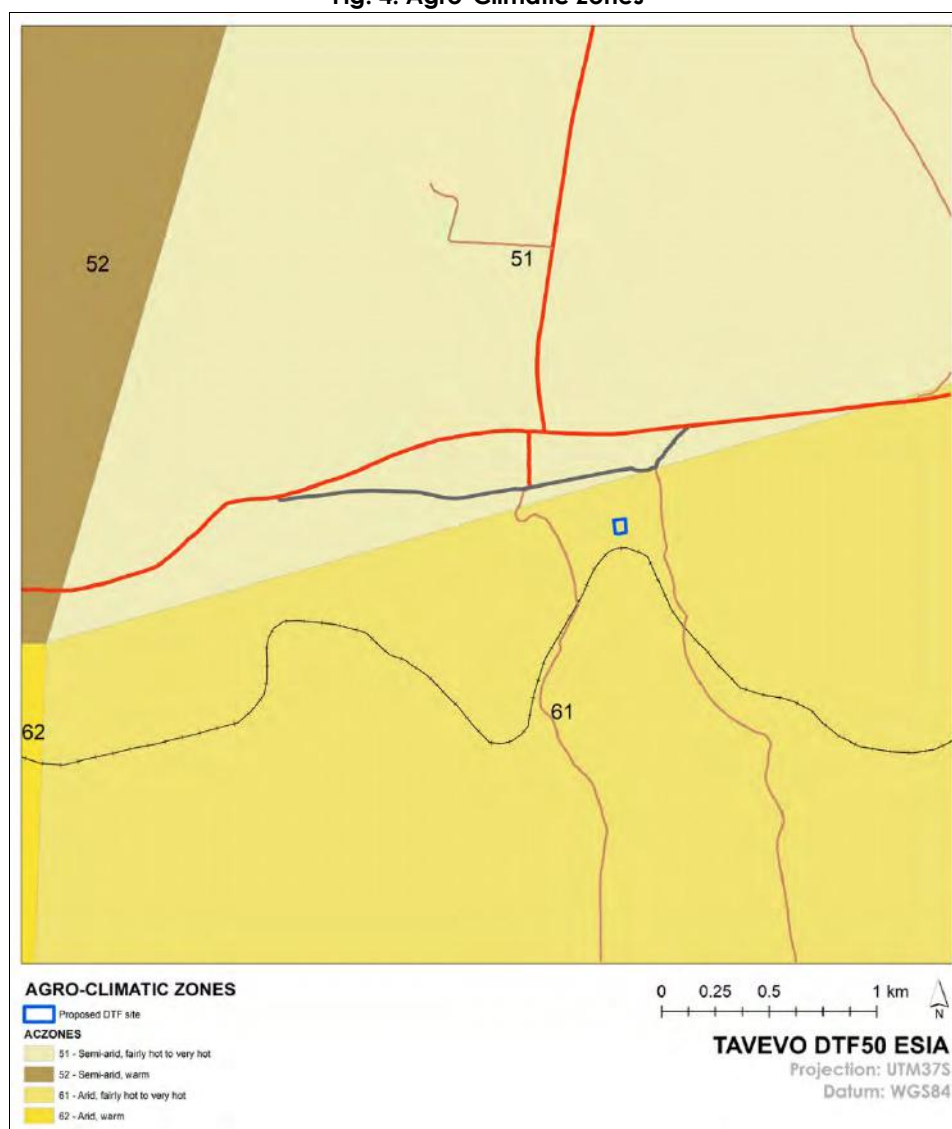 Fig. 4. Agro-Climatic zones
52
51
61
62
AGRO-CLIMATIC ZONES
Proposed DTF site
ACZONES
51 - Semi-arid, fairly hot to very hot
52 - Semi-arid, warm
61 - Arid, fairly hot to very hot
62 - Arid, warm
0 0.25 0.5 1 km
N
TAVEVO DTF50 ESIA
Projection: UTM37S
Datum: WGS84